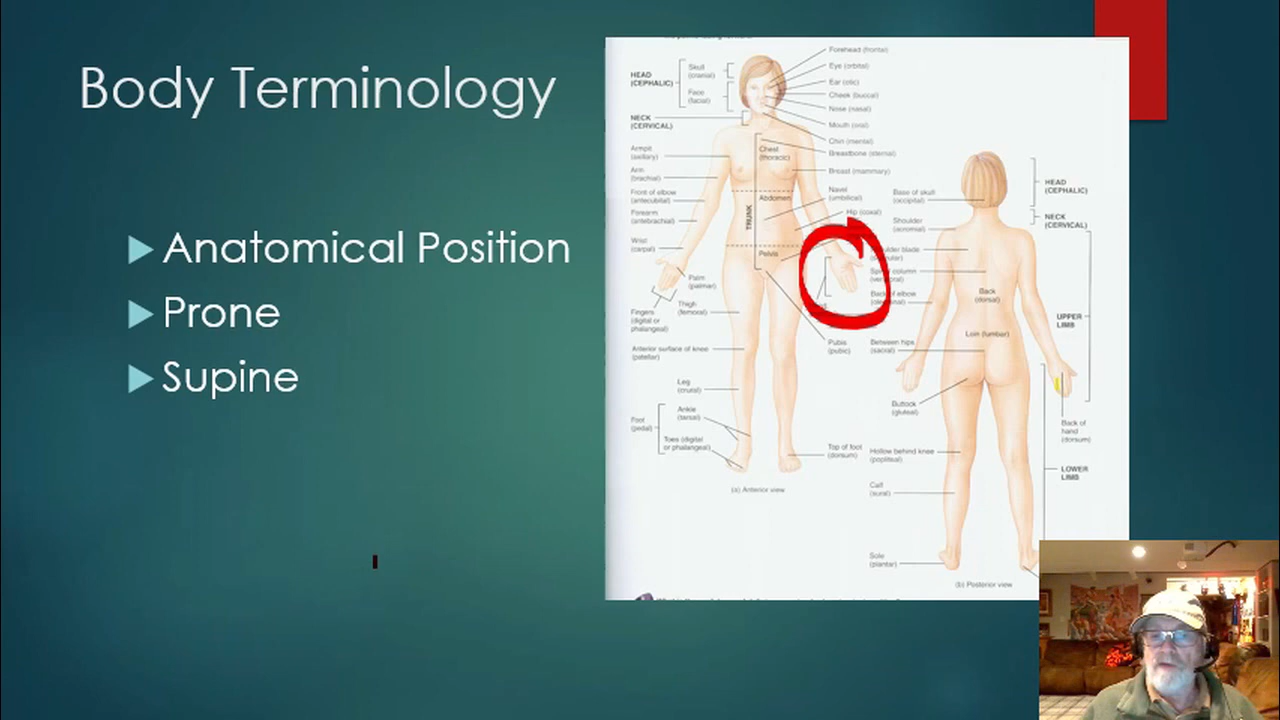 Body Terminology
Anatomical Position
Prone
Supine
HEAD
(CEPHALIC)
Skull
(cranial)
Face
(facial)
NECK
(CERVICAL)
Armpit
(axillary)
Arm
(brachial)
Front of elbow
(antecubital)
Forearm
(antebrachial)
Wrist
(carpal)
Palm
(palmar)
Fingers
(digital or
phalangeal)
Thigh
(femoral)
Anterior surface of knee
(patellar)
Leg
(crural)
Foot
(pedal)
Ankle
(tarsal)
Toes (digital
or phalangeal)
Forehead (frontal)
Eye (orbital)
Ear (otic)
Cheek (buccal)
Nose (nasal)
Mouth (oral)
Chin (mental)
Breastbone (sternal)
Breast (mammary)
Navel
(umbilical)
Hip (coxal)
Chest
(thoracic)
Abdomen
TRUNK
Pelvis
Pubis
(pubic)
Top of foot
(dorsum)
(a) Anterior view
Base of skull
(occipital)
Shoulder
(acromial)
blade
column
elbow
Between hips
(sacral)
Buttock
(gluteal)
Hollow behind knee
(popliteal)
Calf
(sural)
Sole
(plantar)
Back
(dorsal)
Loin (lumbar)
HEAD
(CEPHALIC)
NECK
(CERVICAL)
UPPER
LIMB
Back of
hand
(dorsum)
LOWER
LIMB
(b) Posterior view